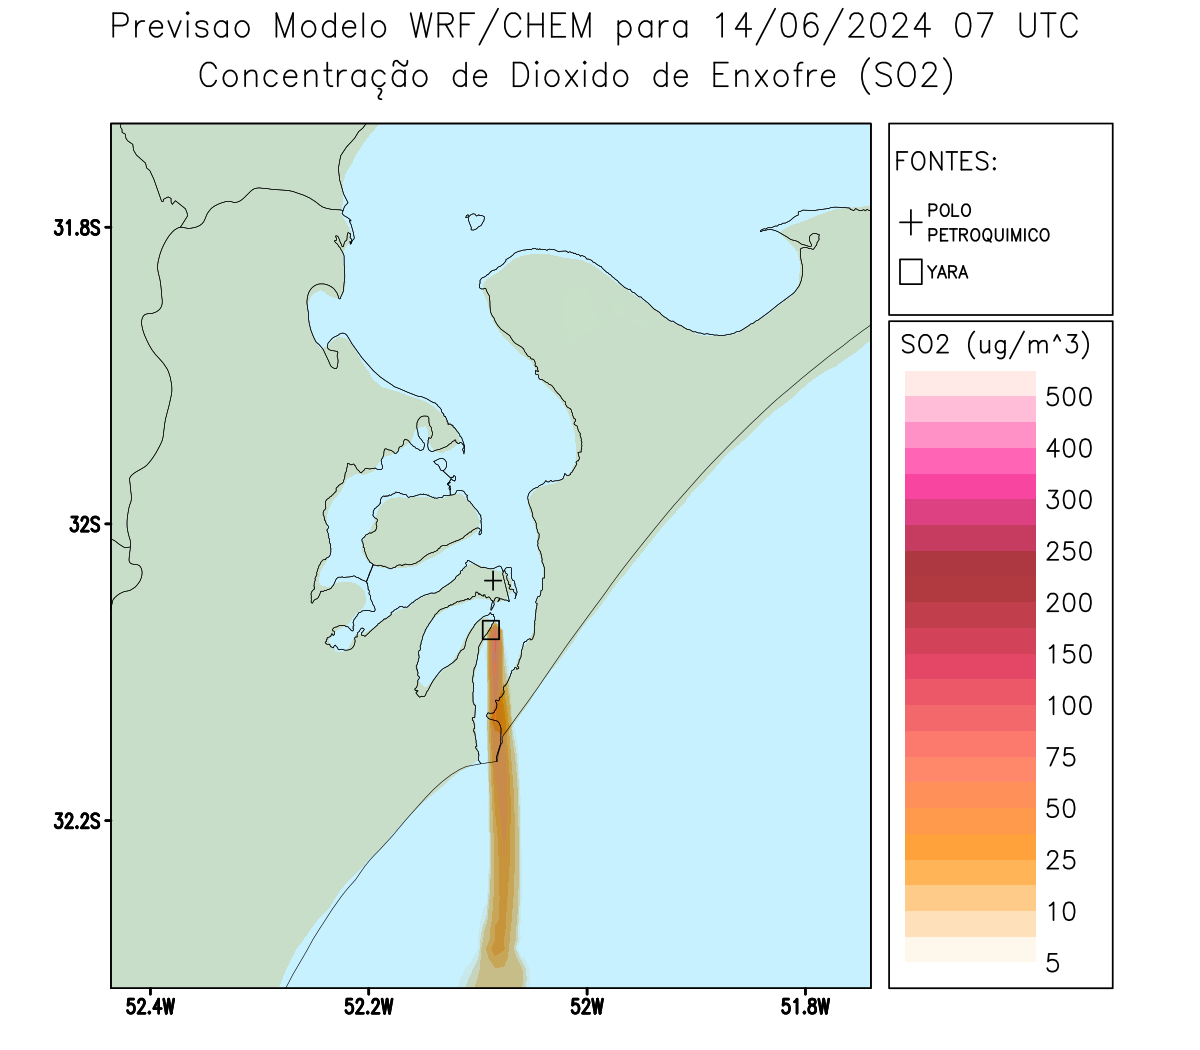 Previsao Modelo WRF/CHEM para 14/06/2024 07 UTC
Concentração de Dioxido de Enxofre (SO2)
FONTES:
POLO
PETROQUIMICO
YARA
SO2 (ug/m^3)
500
400
300
250
200
150
100
75
50
25
10
5
31.8S
32S
32.2S
52.4W
52.2W
52W
51.8W